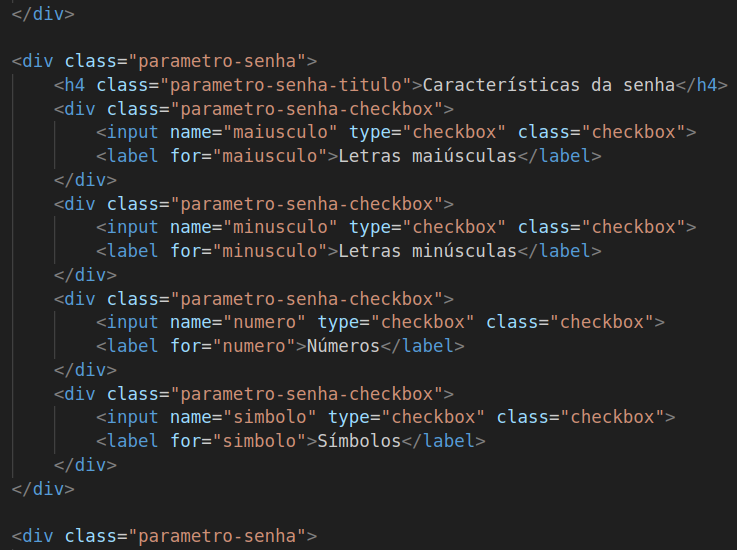 </div>
<div class="parametro-senha">
<h4 class="parametro-senha-titulo">Características da senha</h4>
<div class="parametro-senha-checkbox">
<input name="maiusculo" type="checkbox" class="checkbox">
<label for="maiusculo">Letras maiúsculas</label>
</div>
<div class="parametro-senha-checkbox">
<input name="minusculo" type="checkbox" class="checkbox">
<label for="minusculo">Letras minúsculas</label>
</div>
<div class="parametro-senha-checkbox">
<input name="numero" type="checkbox" class="checkbox">
<label for="numero">Números</label>
</div>
<div class="parametro-senha-checkbox">
<input name="simbolo" type="checkbox" class="checkbox">
<label for="simbolo">Símbolos</label>
</div>
</div>
<div class="parametro-senha">